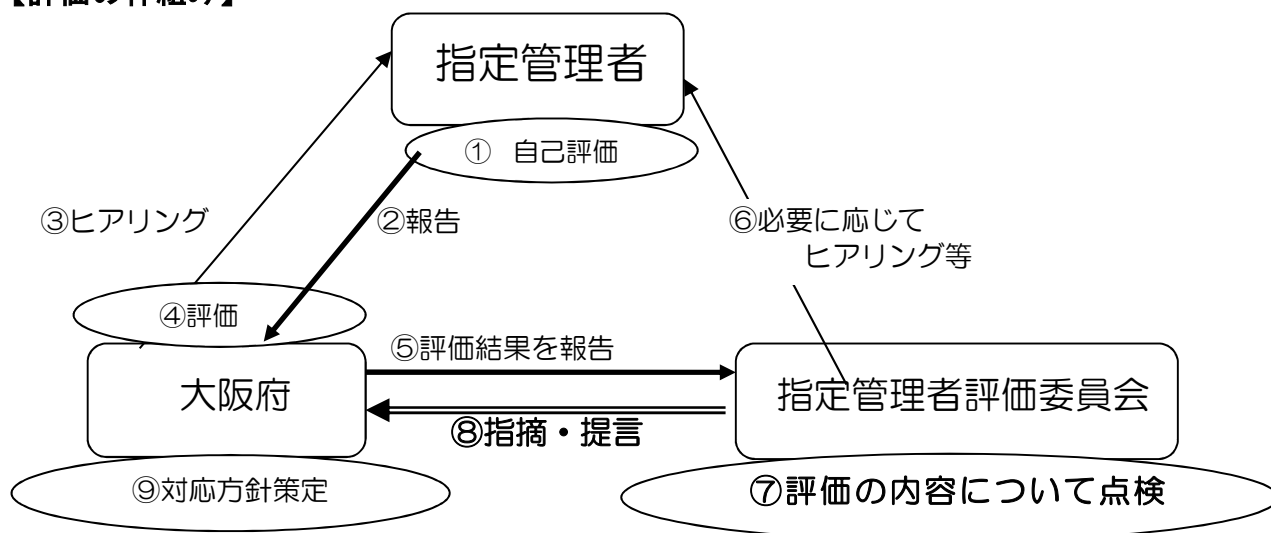 【評価の仕組み】
指定管理者
① 自己評価
③ヒアリング
②報告
⑥必要に応じて
ヒアリング等
④評価
⑤評価結果を報告
大阪府
指定管理者評価委員会
⑧指摘・提言
⑨対応方針策定
⑦評価の内容について点検